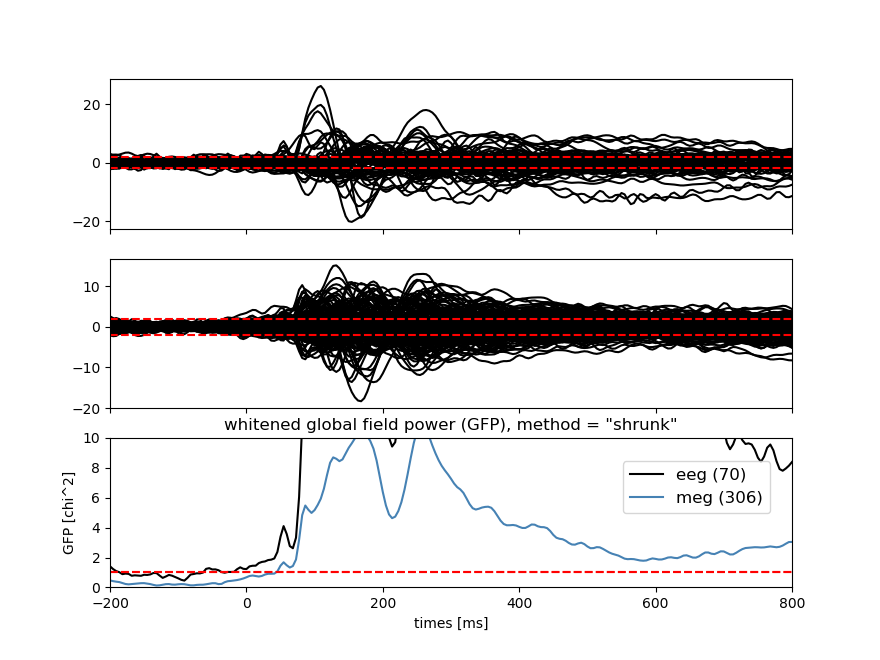 20
0
−20
10
0
−10
−20
whitened global field power (GFP), method = "shrunk"
10
8
6
4
2
0
GFP [chi^2]
eeg (70)
meg (306)
−200 0 200 400 600 800
times [ms]